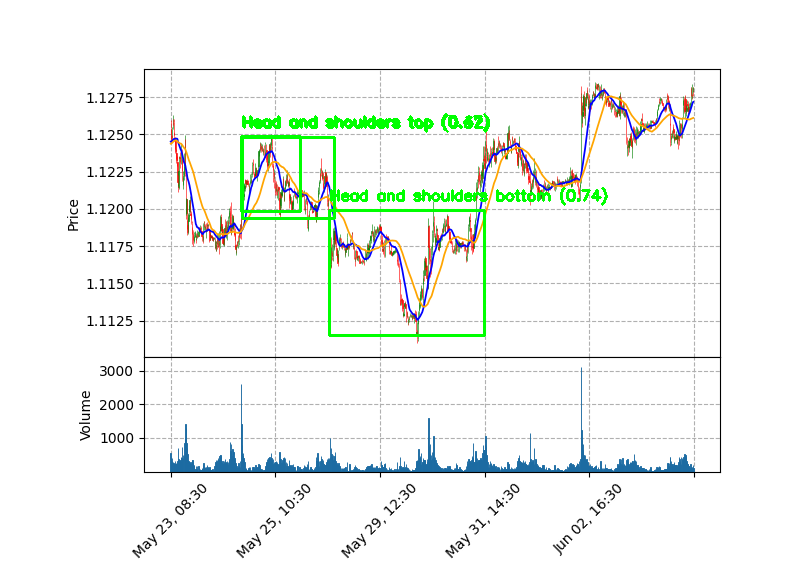 1.1275
1.1250
1.1225
1.1200
1.1175
1.1150
1.1125
Price
Head and shoulders top
Head and shoulders bottom (0.74)
3000
2000
1000
Volume
May 23, 08:30
May 25, 10:30
May 29, 12:30
May 31, 14:30
Jun 02, 16:30